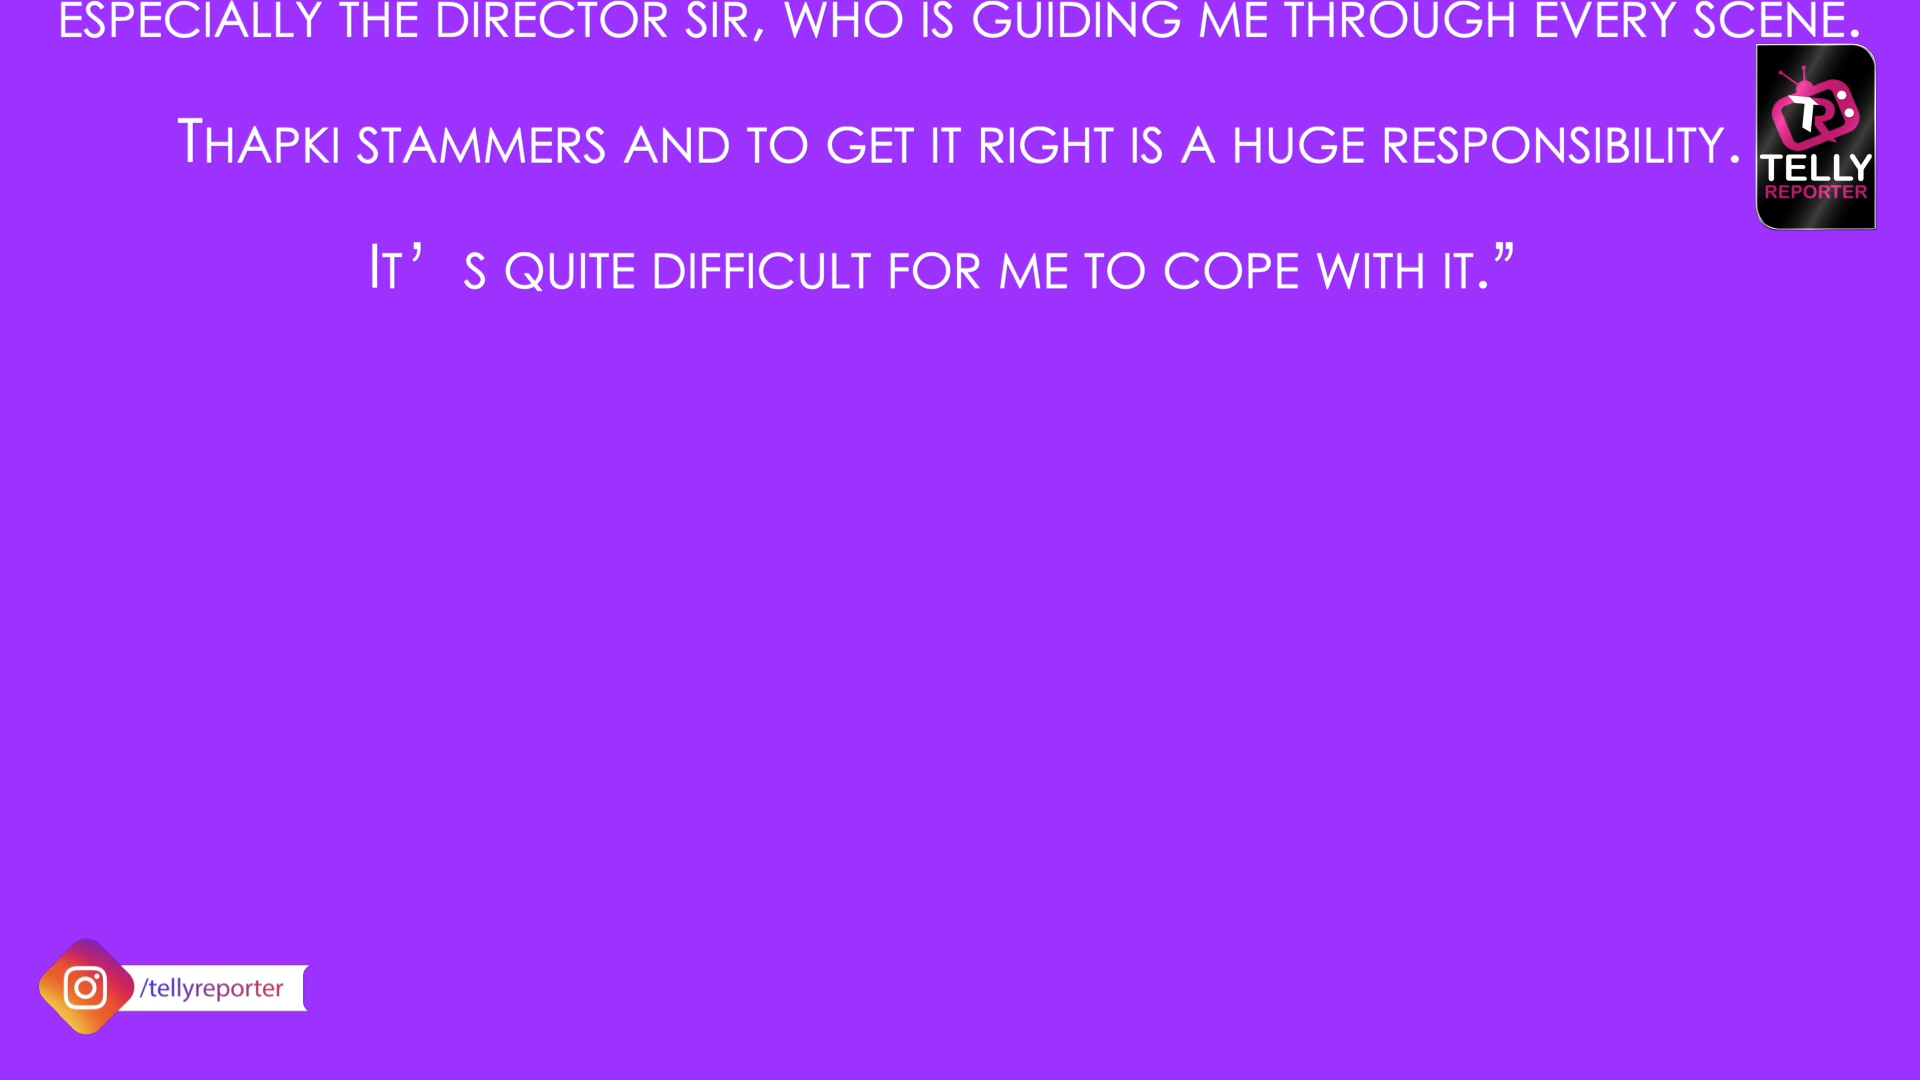 ESPECIALLY THE DIRECTOR SIR, WHO IS GUIDING ME THROUGH EVERY SCENE.
THAPKI STAMMERS AND TO GET IT RIGHT IS A HUGE RESPONSIBILITY.
IT’S QUITE DIFFICULT FOR ME TO COPE WITH IT.”
TR
TELLY
REPORTER
/tellyreporter